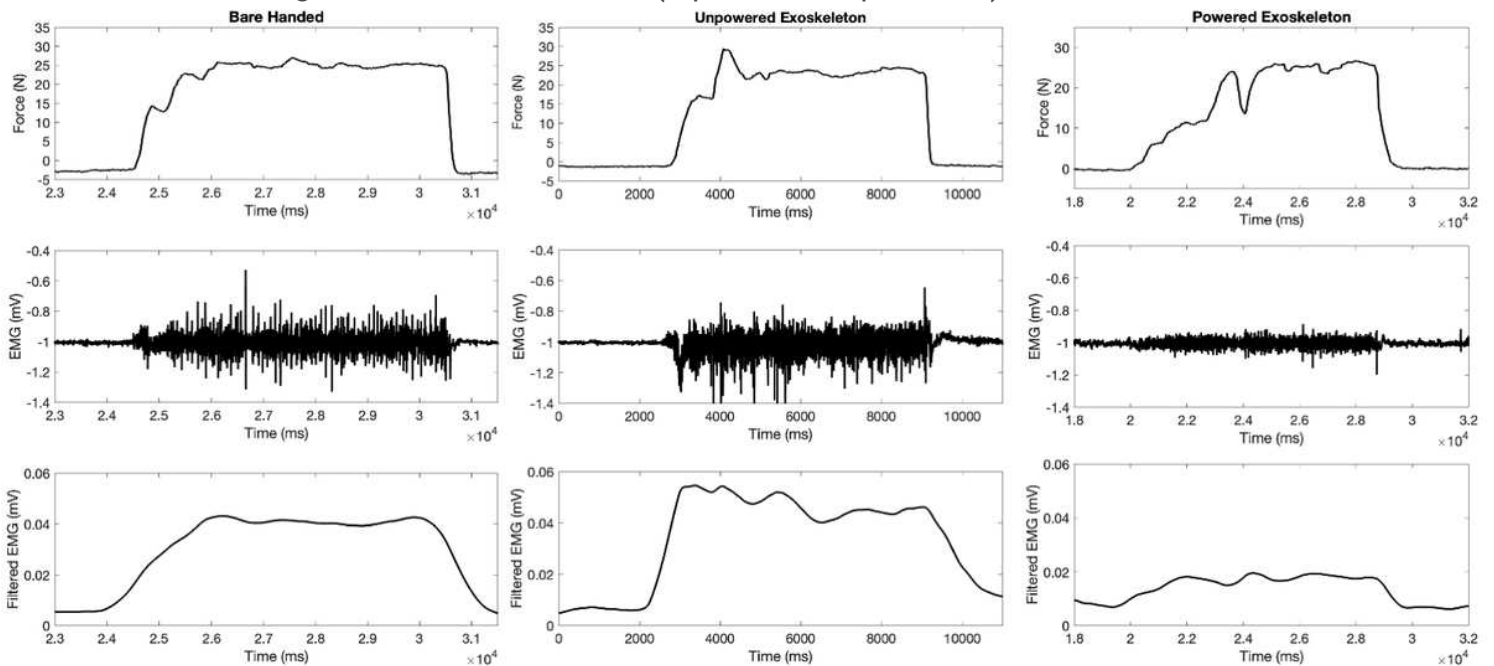 Bare Handed
35
30
25
20
15
10
5
0
-5
Force (N)
2.3 2.4 2.5 2.6 2.7 2.8 2.9 3 3.1
Time (ms)
×10⁴
Unpowered Exoskeleton
35
30
25
20
15
10
5
0
-5
Force (N)
0 2000 4000 6000 8000 10000
Time (ms)
Powered Exoskeleton
30
20
10
0
Force (N)
1.8 2 2.2 2.4 2.6 2.8 3 3.2
Time (ms)
×10⁴
-0.4
-0.6
-0.8
-1
-1.2
-1.4
EMG (mV)
2.3 2.4 2.5 2.6 2.7 2.8 2.9 3 3.1
Time (ms)
×10⁴
-0.4
-0.6
-0.8
-1
-1.2
-1.4
EMG (mV)
0 2000 4000 6000 8000 10000
Time (ms)
-0.4
-0.6
-0.8
-1
-1.2
-1.4
EMG (mV)
1.8 2 2.2 2.4 2.6 2.8 3 3.2
Time (ms)
×10⁴
0.06
0.04
0.02
0
Filtered EMG (mV)
2.3 2.4 2.5 2.6 2.7 2.8 2.9 3 3.1
Time (ms)
×10⁴
0.06
0.04
0.02
0
Filtered EMG (mV)
0 2000 4000 6000 8000 10000
Time (ms)
0.06
0.04
0.02
0
Filtered EMG (mV)
1.8 2 2.2 2.4 2.6 2.8 3 3.2
Time (ms)
×10⁴